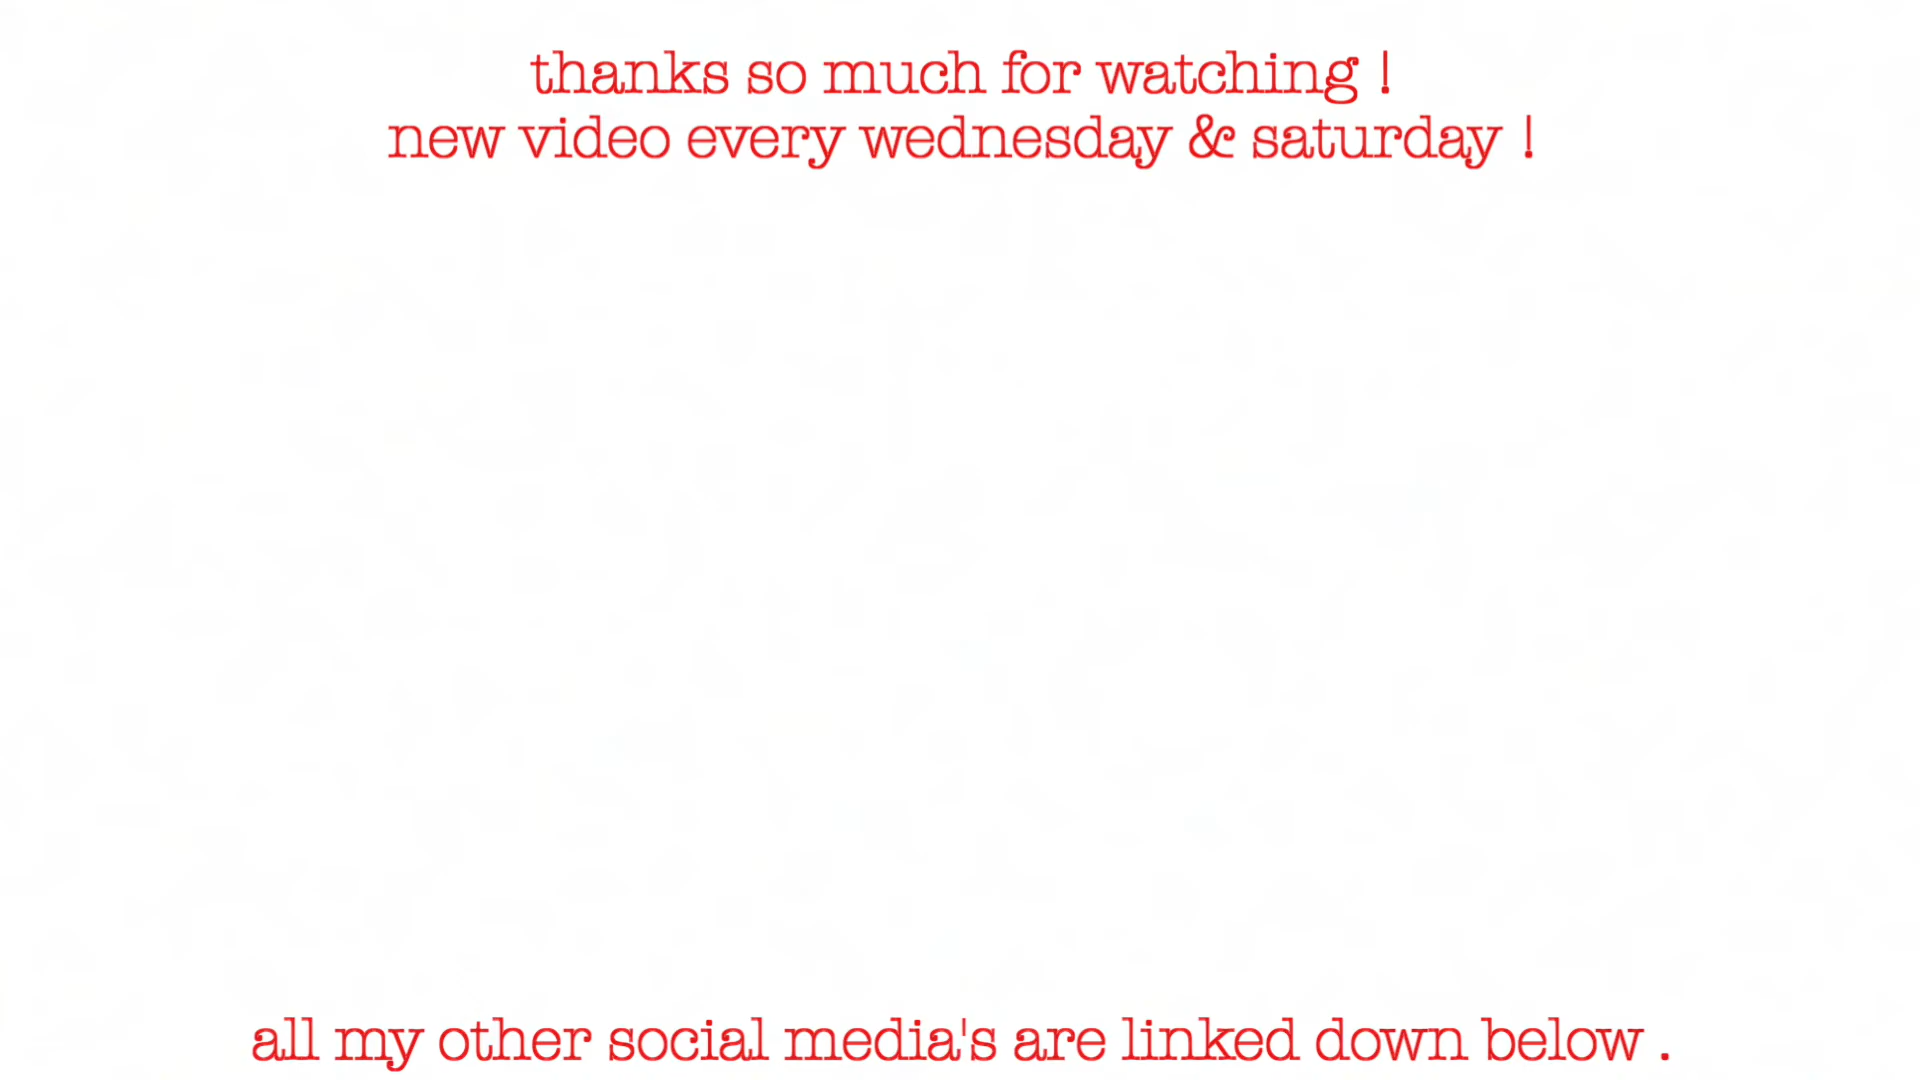 thanks so much for watching !
new video every wednesday & saturday !
all my other social media's are linked down below .